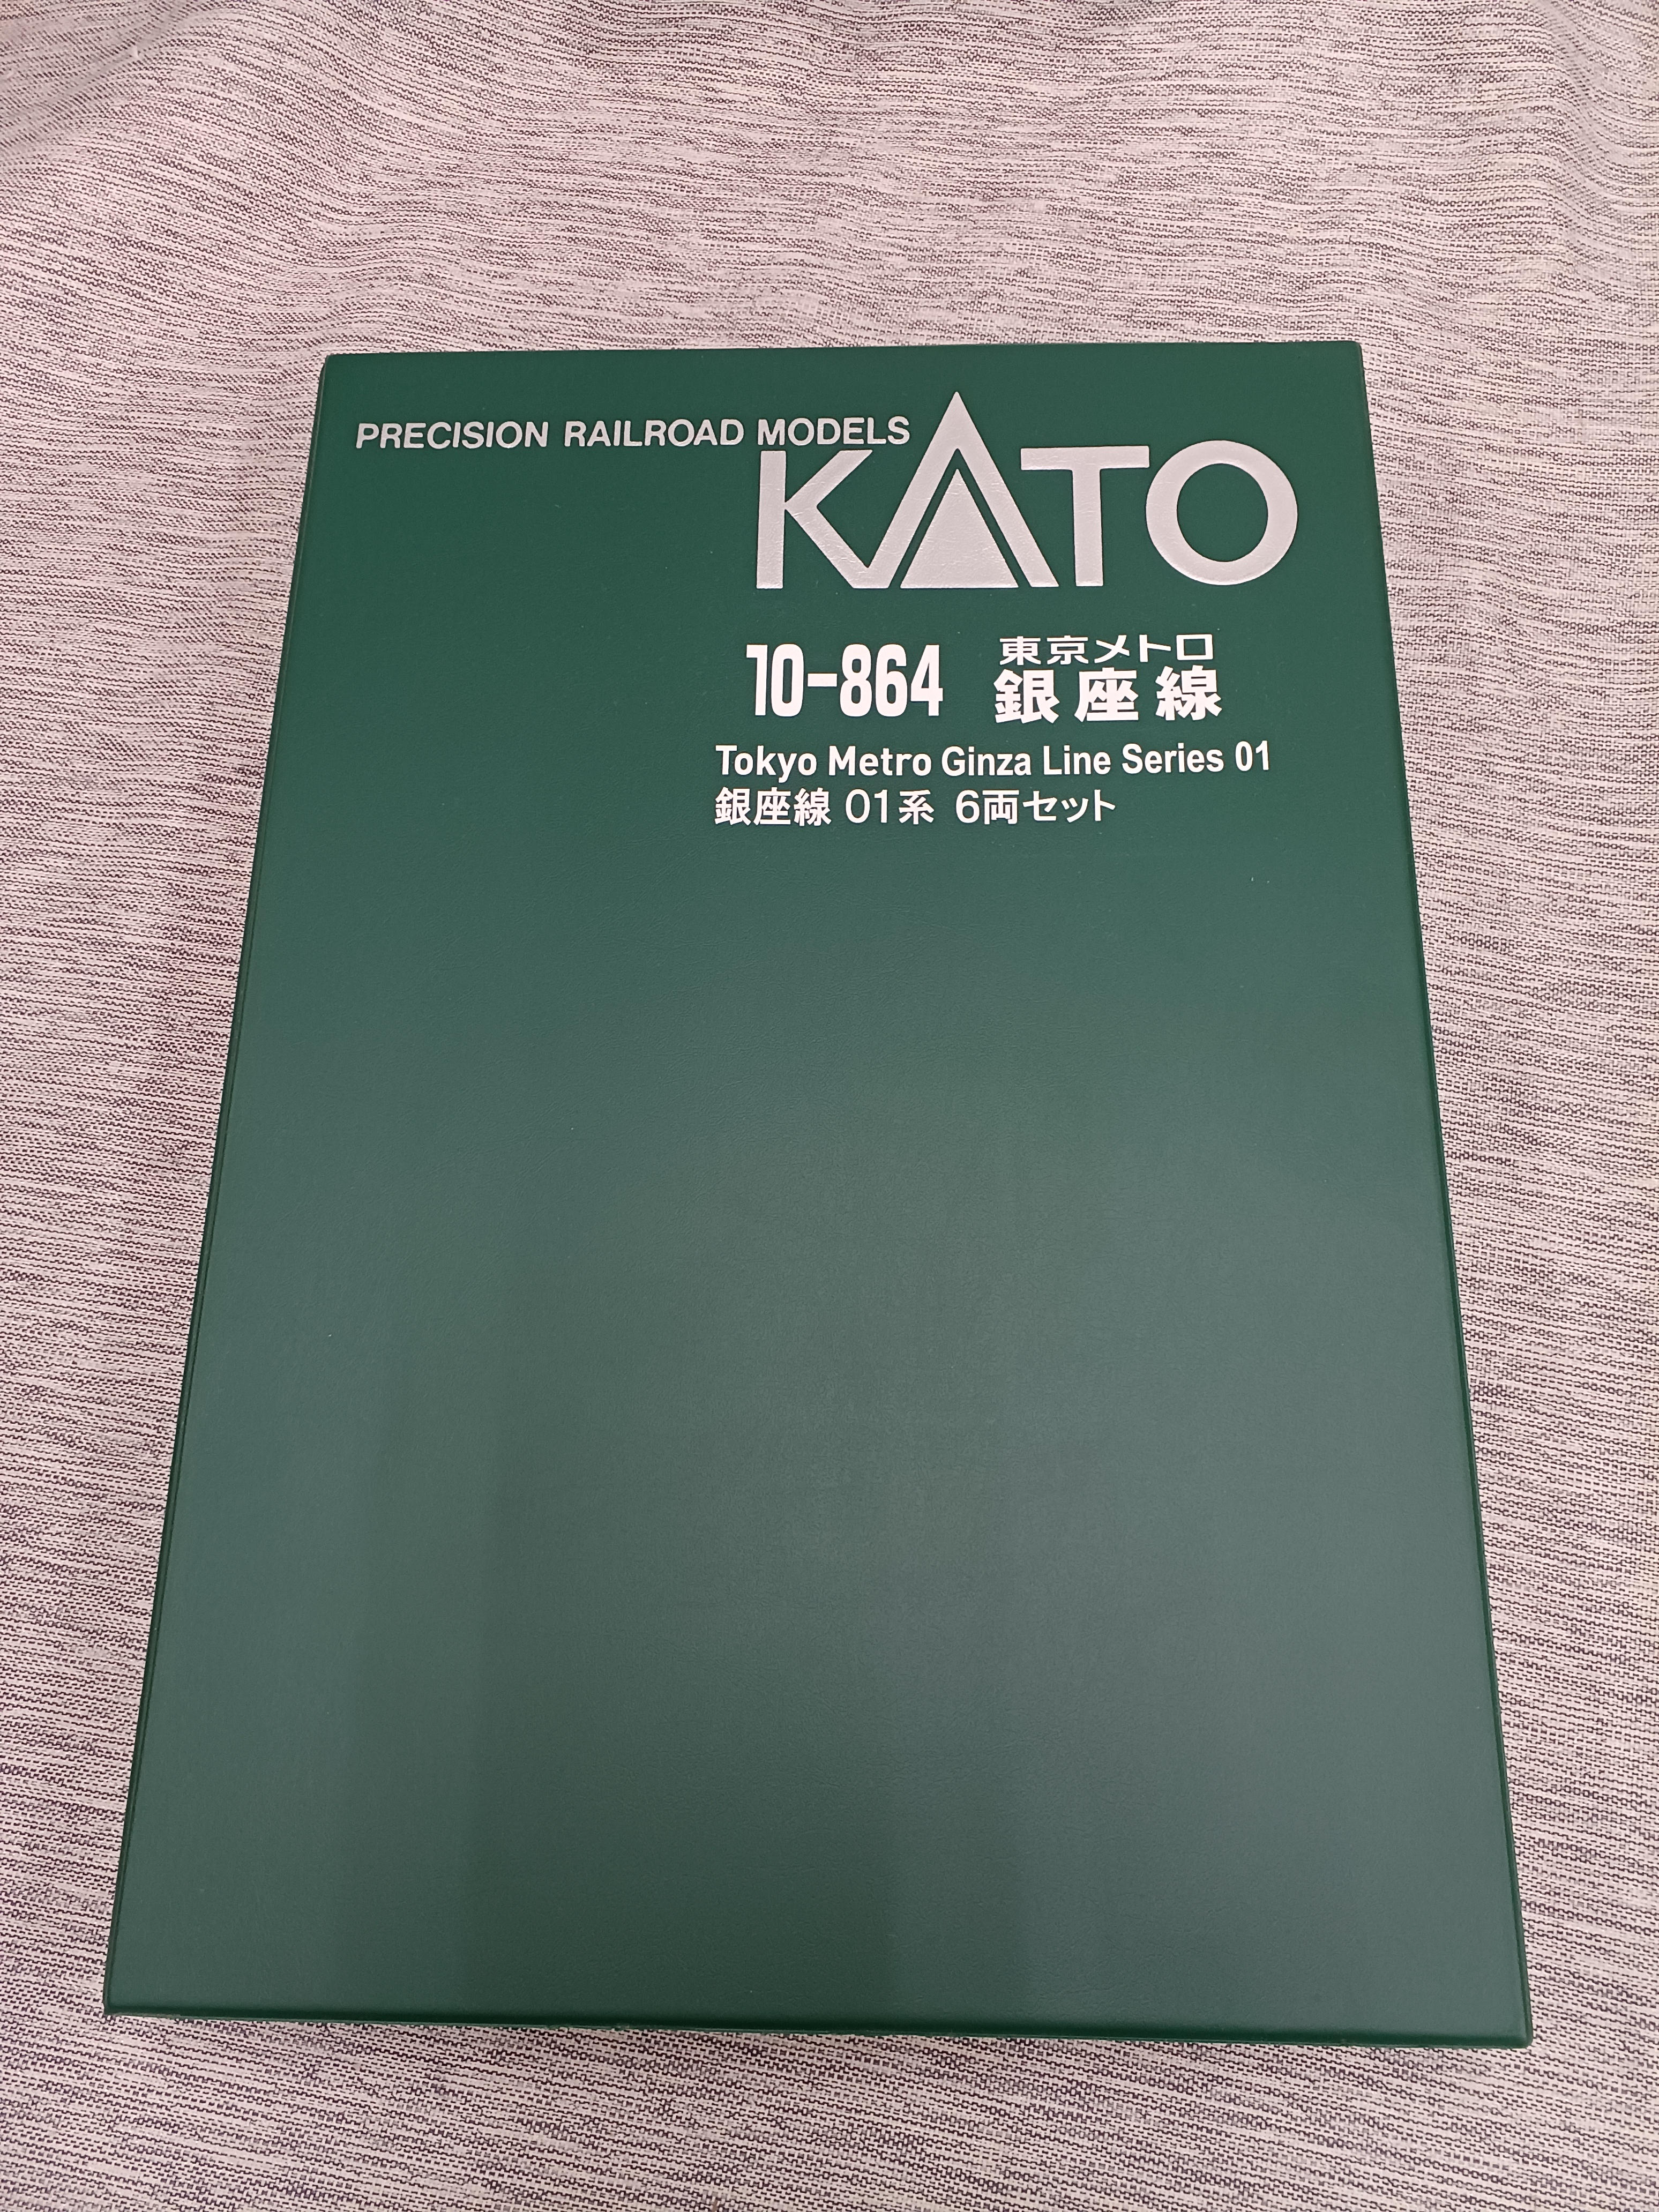 PRECISION RAILROAD MODELS
KATO
10-864 東京メトロ
銀座線
Tokyo Metro Ginza Line Series 01
銀座線 01系 6両セット